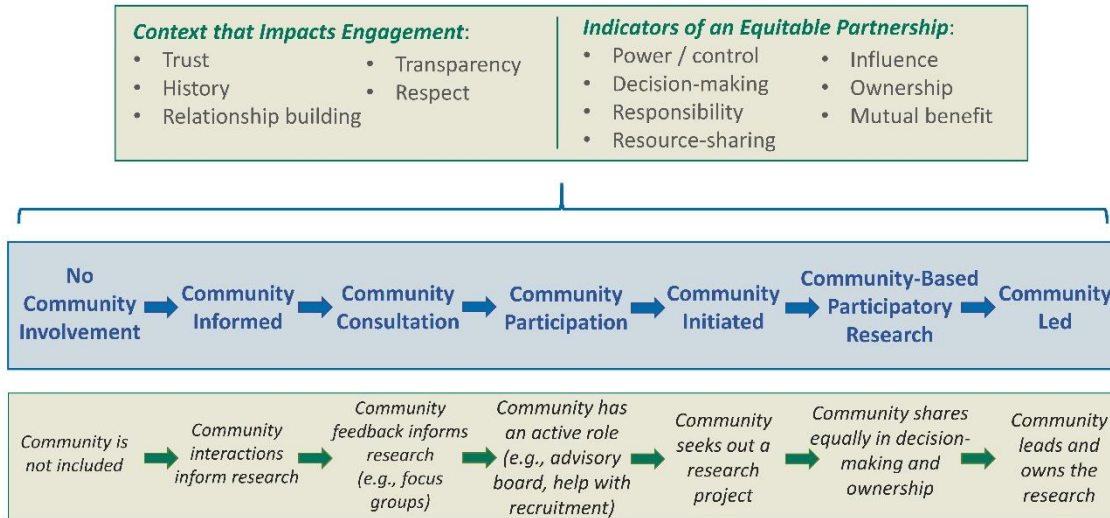 Context that Impacts Engagement:
• Trust
• History
• Relationship building
• Transparency
• Respect
Indicators of an Equitable Partnership:
• Power / control
• Decision-making
• Responsibility
• Resource-sharing
• Influence
• Ownership
• Mutual benefit
No
Community
Involvement
Community
Informed
Community
Consultation
Community
Participation
Community
Initiated
Community-Based
Participatory
Research
Community
Led
Community is
not included
Community
interactions
inform research
Community
feedback informs
research
(e.g., focus
groups)
Community has
an active role
(e.g., advisory
board, help with
recruitment)
Community
seeks out a
research
project
Community shares
equally in decision-
making and
ownership
Community
leads and
owns the
research